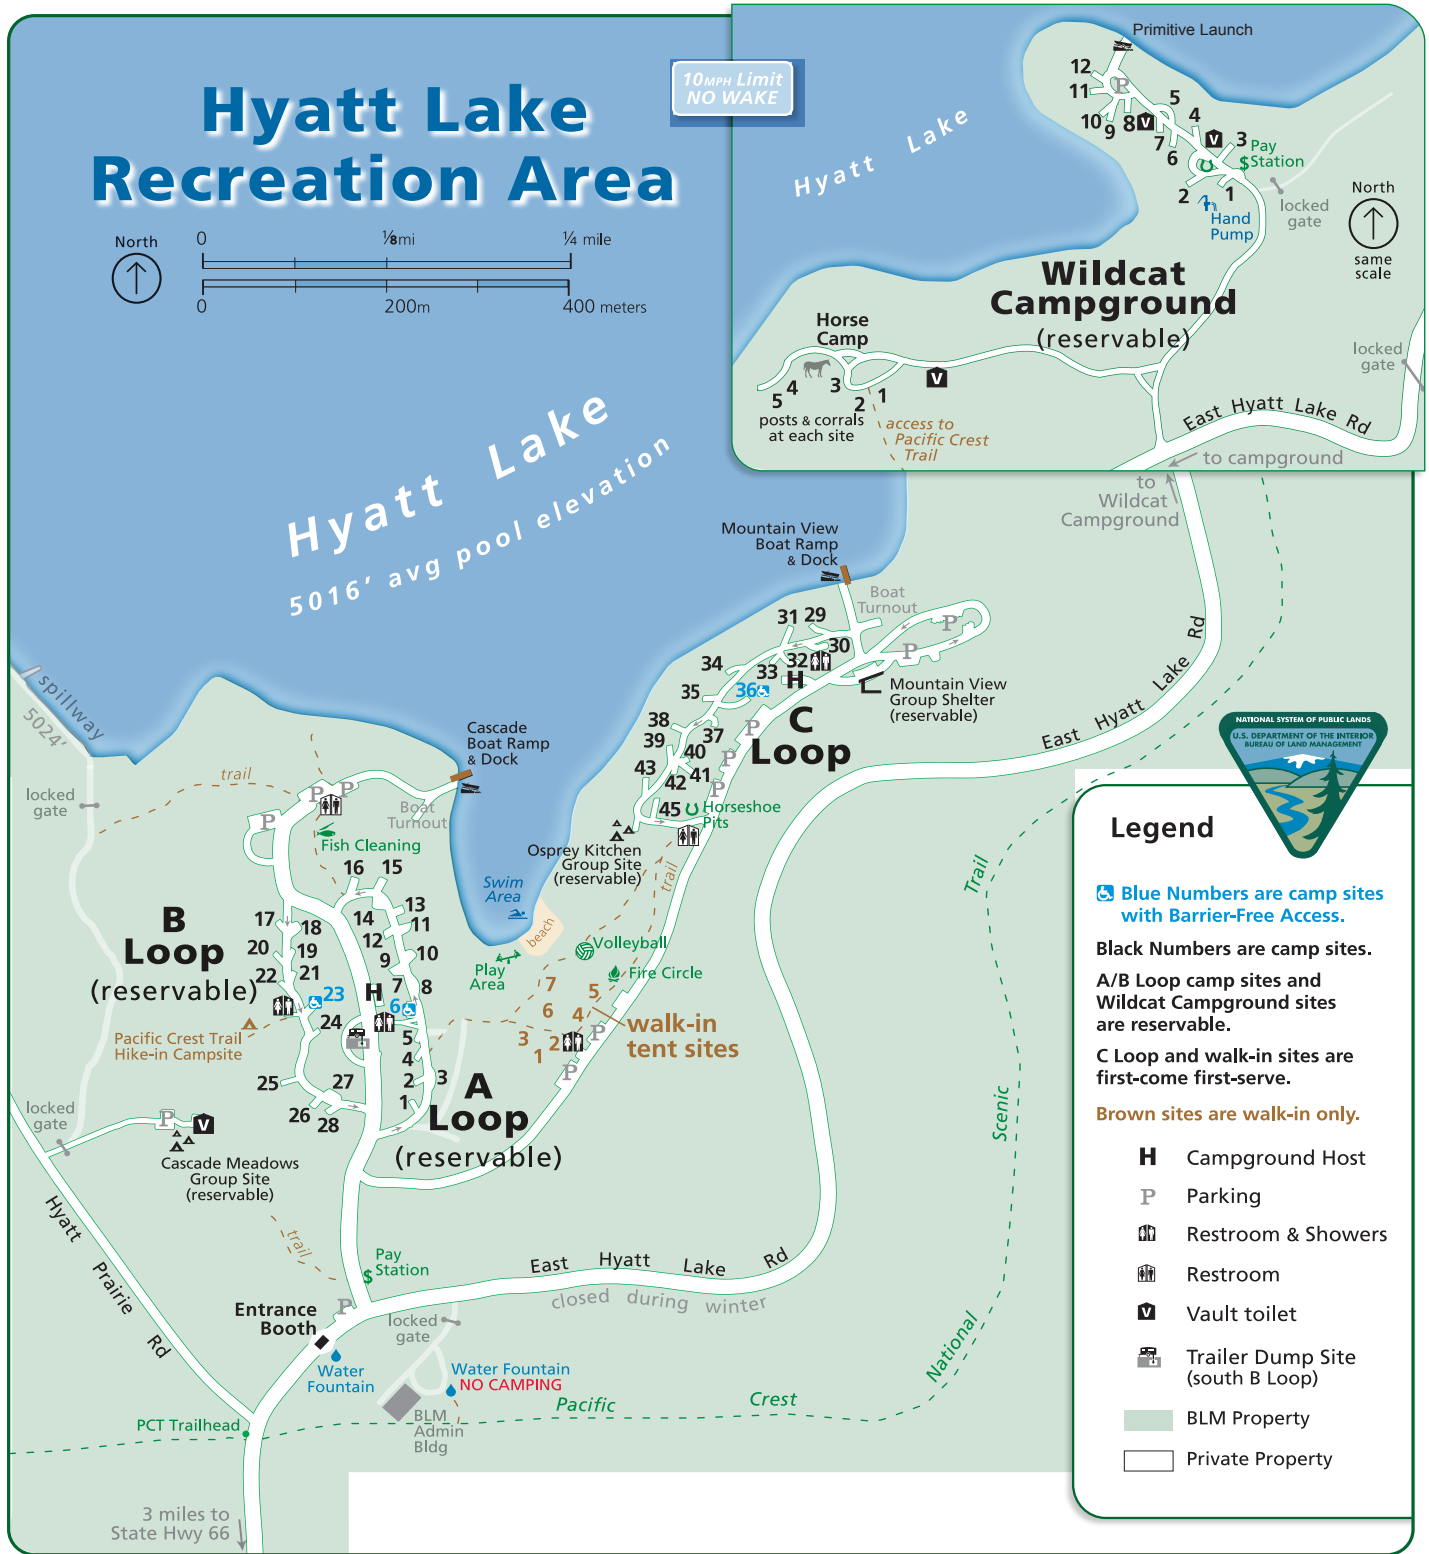 Hyatt Lake
Recreation Area
North
0
⅛mi
¼ mile
0
200m
400 meters
10MPH Limit
NO WAKE
Hyatt Lake
5016’ avg pool elevation
Primitive Launch
Hyatt Lake
12
11
10
9
8
V
7
5
6
4
V
3
Pay
$Station
2
1
Hand
Pump
locked
gate
North
same
scale
Wildcat
Campground
(reservable)
Horse
Camp
5
4
3
2
1
V
posts & corrals
at each site
access to
Pacific Crest
Trail
locked
gate
East Hyatt Lake Rd
to campground
to
Wildcat
Campground
Mountain View
Boat Ramp
& Dock
Boat
Turnout
P
P
31
29
30
32
33
H
34
35
36
38
37
39
40
41
43
42
45
Mountain View
Group Shelter
(reservable)
C
Loop
P
P
P
Horseshoe
Pits
Osprey Kitchen
Group Site
(reservable)
trail
East Hyatt Lake Rd
spillway
5024’
locked
gate
trail
P
P
P
Boat
Turnout
Cascade
Boat Ramp
& Dock
Fish Cleaning
16
15
14
13
12
11
10
9
8
7
6
5
4
3
2
1
H
B
Loop
(reservable)
17
18
20
19
22
21
23
24
25
27
26
28
Pacific Crest Trail
Hike-in Campsite
Swim
Area
beach
Play
Area
Volleyball
Fire Circle
7
5
6
4
3
2
1
walk-in
tent sites
P
P
A
Loop
(reservable)
locked
gate
P
V
Cascade Meadows
Group Site
(reservable)
trail
Hyatt Prairie Rd
Pay
$Station
P
Entrance
Booth
Water
Fountain
locked
gate
East Hyatt Lake Rd
closed during winter
Water Fountain
NO CAMPING
BLM
Admin
Bldg
PCT Trailhead
Pacific Crest National Scenic Trail
3 miles to
State Hwy 66
NATIONAL SYSTEM OF PUBLIC LANDS
U.S. DEPARTMENT OF THE INTERIOR
BUREAU OF LAND MANAGEMENT
Legend
Blue Numbers are camp sites
with Barrier-Free Access.
Black Numbers are camp sites.
A/B Loop camp sites and
Wildcat Campground sites
are reservable.
C Loop and walk-in sites are
first-come first-serve.
Brown sites are walk-in only.
H Campground Host
P Parking
Restroom & Showers
Restroom
V Vault toilet
Trailer Dump Site
(south B Loop)
BLM Property
Private Property